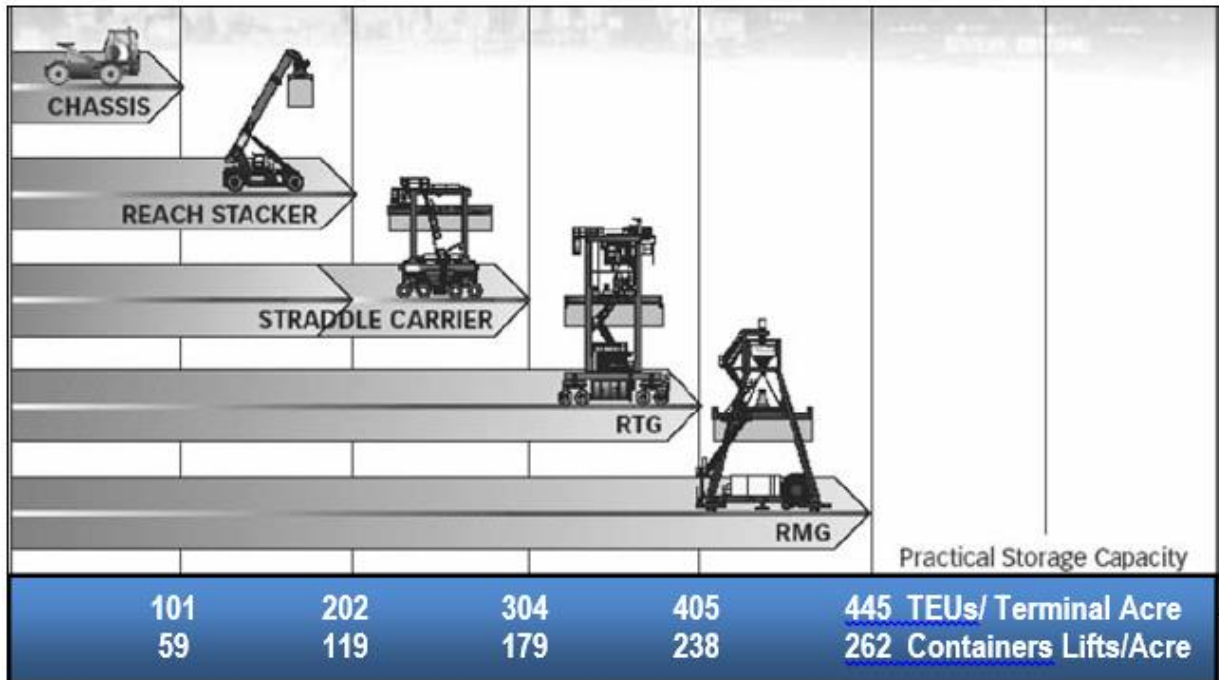 CHASSIS
REACH STACKER
STRADDLE CARRIER
RTG
RMG
Practical Storage Capacity
101 202 304 405 445 TEUs/ Terminal Acre
59 119 179 238 262 Containers Lifts/Acre